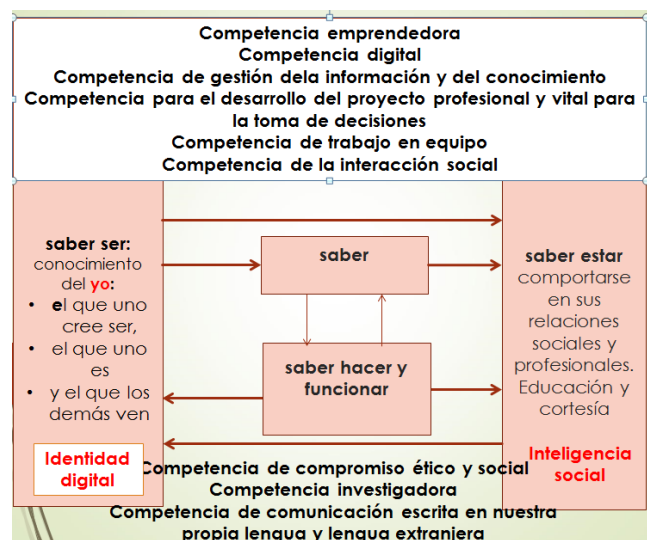 Competencia emprendedora
Competencia digital
Competencia de gestión dela información y del conocimiento
Competencia para el desarrollo del proyecto profesional y vital para
la toma de decisiones
Competencia de trabajo en equipo
Competencia de la interacción social
saber ser:
conocimiento
del yo:
• el que uno
cree ser,
• el que uno
es
• y el que los
demás ven
Identidad
digital
saber
saber hacer y
funcionar
saber estar
comportarse
en sus
relaciones
sociales y
profesionales.
Educación y
cortesía
Inteligencia
social
Competencia de compromiso ético y social
Competencia investigadora
Competencia de comunicación escrita en nuestra
propia lengua y lengua extranjera